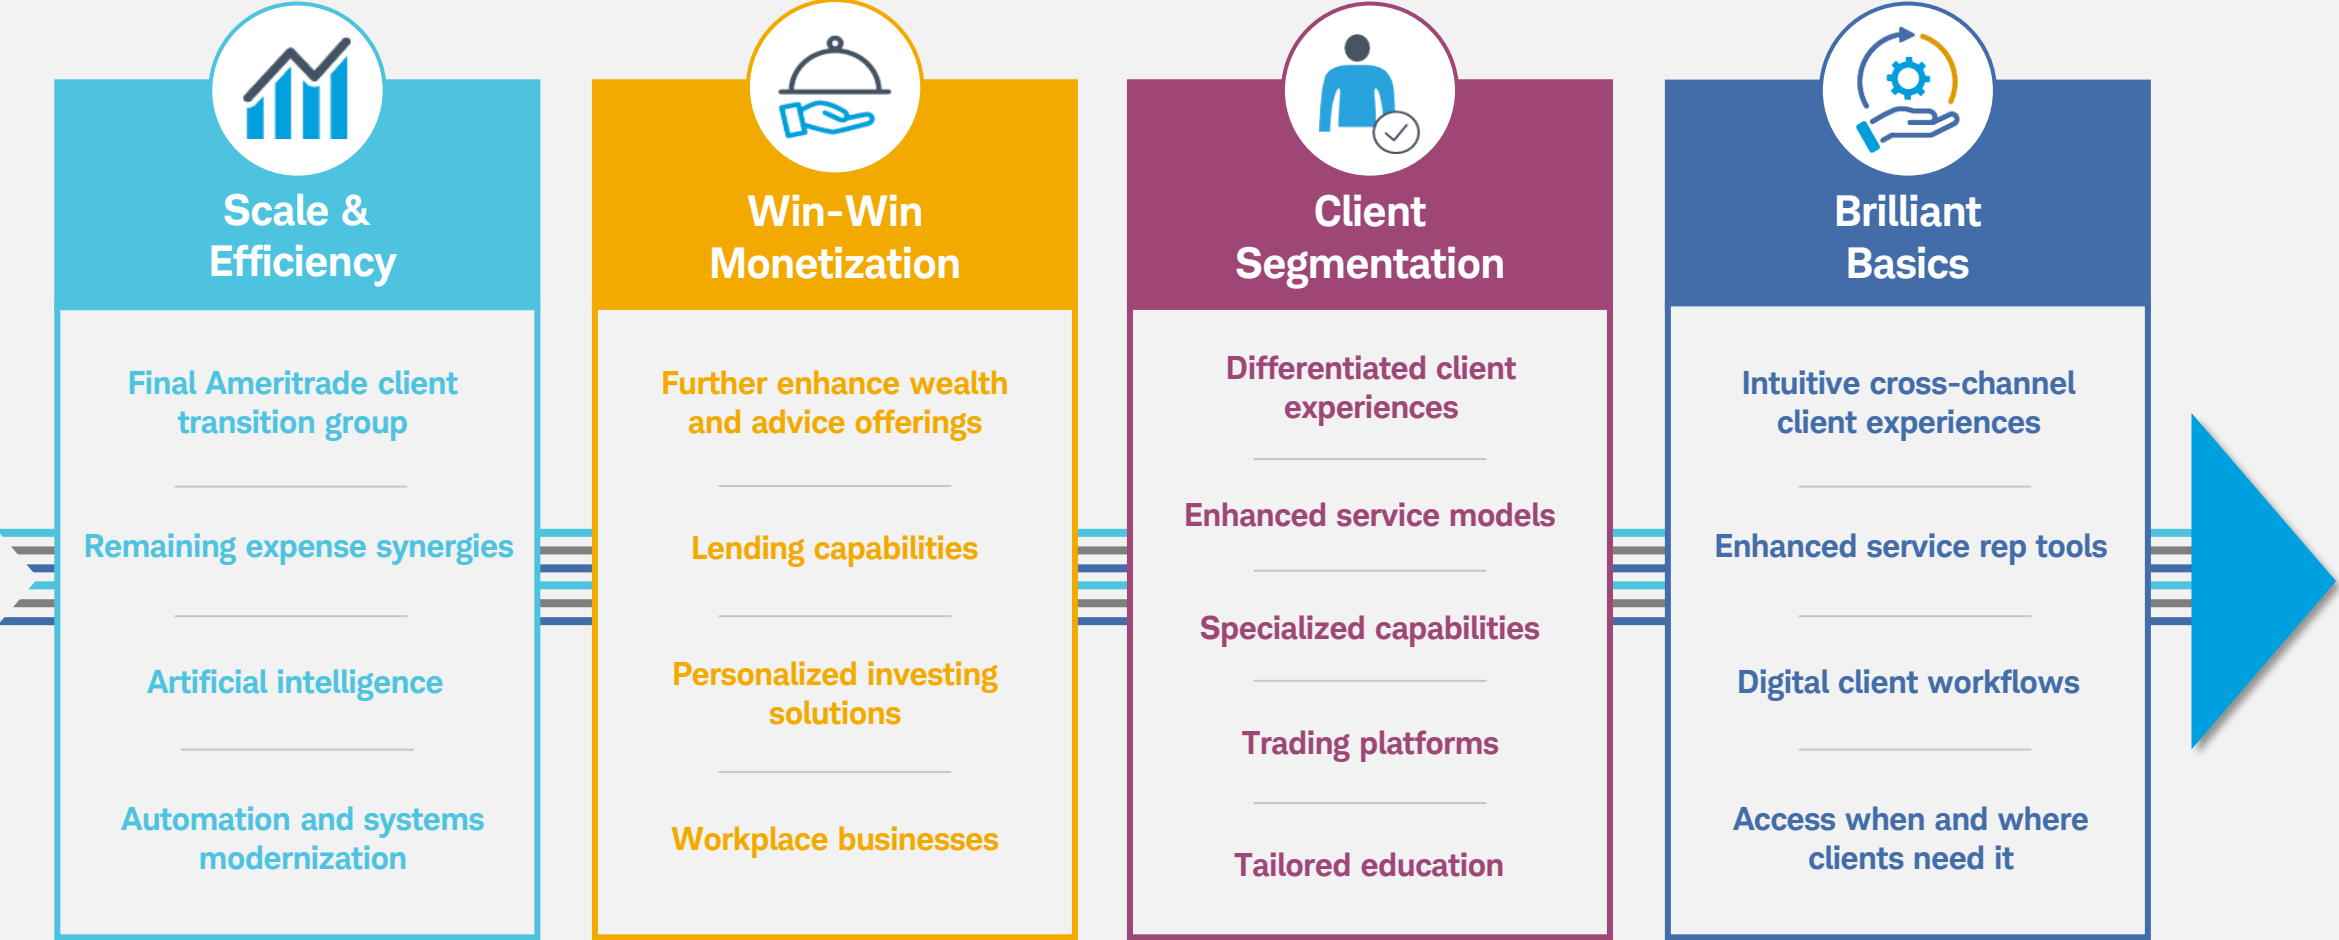 Scale &
Efficiency
Final Ameritrade client
transition group
Remaining expense synergies
Artificial intelligence
Automation and systems
modernization
Win-Win
Monetization
Further enhance wealth
and advice offerings
Lending capabilities
Personalized investing
solutions
Workplace businesses
Client
Segmentation
Differentiated client
experiences
Enhanced service models
Specialized capabilities
Trading platforms
Tailored education
Brilliant
Basics
Intuitive cross-channel
client experiences
Enhanced service rep tools
Digital client workflows
Access when and where
clients need it